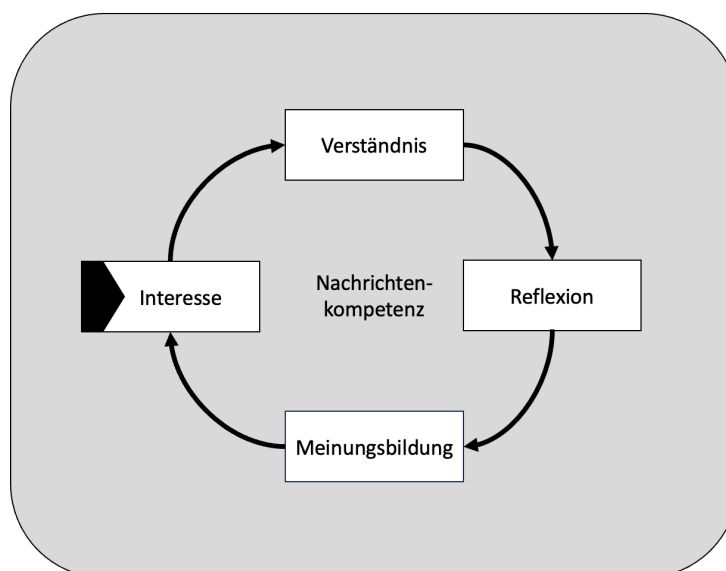 Verständnis
Interesse
Nachrichten-
kompetenz
Reflexion
Meinungsbildung